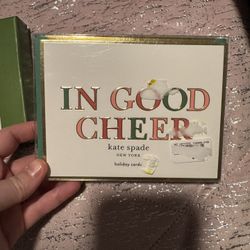 IN GOOD
CHEER
kate spade
NEW YORK
holiday cards